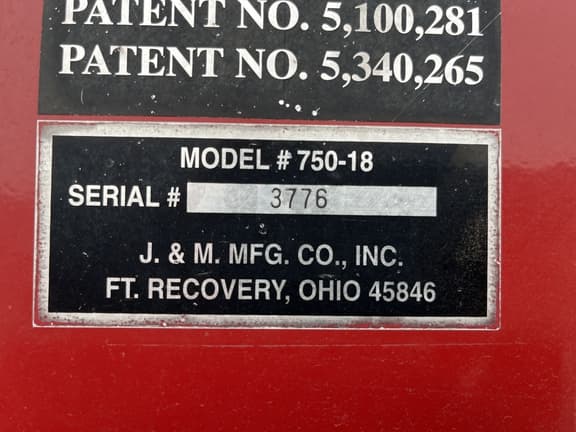 PATENT NO. 5,100,281
PATENT NO. 5,340,265
MODEL # 750-18
SERIAL # 3776
J. & M. MFG. CO., INC.
FT. RECOVERY, OHIO 45846